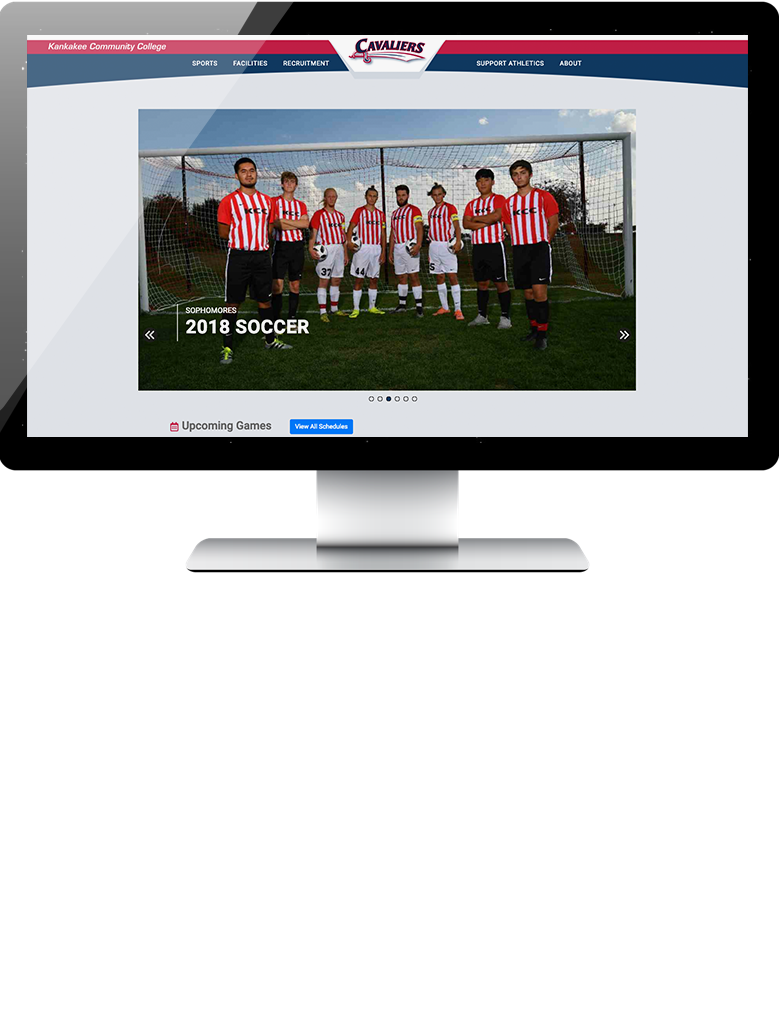 Kankakee Community College
CAVALIERS
SPORTS FACILITIES RECRUITMENT SUPPORT ATHLETICS ABOUT
KCC KCC KCC
37 44 S
SOPHOMORES
2018 SOCCER
Upcoming Games View All Schedules